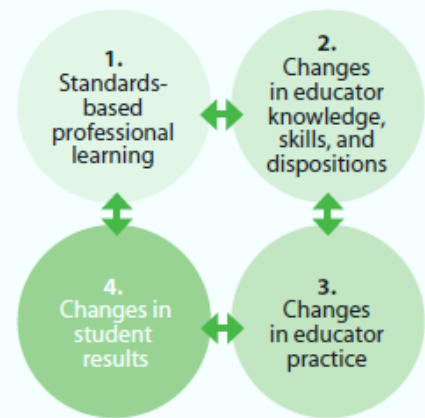 1.
Standards-
based
professional
learning
2.
Changes
in educator
knowledge,
skills, and
dispositions
3.
Changes
in educator
practice
4.
Changes in
student
results